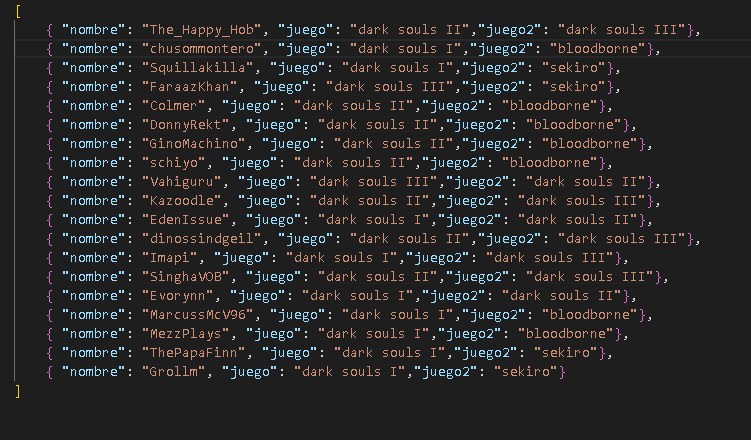 [
{ "nombre": "The_Happy_Hob", "juego": "dark souls II", "juego2": "dark souls III"},
{ "nombre": "chusommontero", "juego": "dark souls I","juego2": "bloodborne"},
{ "nombre": "Squillakilla", "juego": "dark souls I","juego2": "sekiro"},
{ "nombre": "FaraazKhan", "juego": "dark souls III","juego2": "sekiro"},
{ "nombre": "Colmer", "juego": "dark souls II","juego2": "bloodborne"},
{ "nombre": "DonnyRekt", "juego": "dark souls II","juego2": "bloodborne"},
{ "nombre": "GinoMachino", "juego": "dark souls II","juego2": "bloodborne"},
{ "nombre": "schiyo", "juego": "dark souls II","juego2": "bloodborne"},
{ "nombre": "Vahiguru", "juego": "dark souls III","juego2": "dark souls II"},
{ "nombre": "Kazoodle", "juego": "dark souls II","juego2": "dark souls III"},
{ "nombre": "EdenIssue", "juego": "dark souls I","juego2": "dark souls II"},
{ "nombre": "dinossindgeil", "juego": "dark souls II","juego2": "dark souls III"},
{ "nombre": "Imapi", "juego": "dark souls I","juego2": "dark souls III"},
{ "nombre": "SinghaVOB", "juego": "dark souls II","juego2": "dark souls III"},
{ "nombre": "Evorynn", "juego": "dark souls I","juego2": "dark souls II"},
{ "nombre": "MarcussMcV96", "juego": "dark souls I","juego2": "bloodborne"},
{ "nombre": "MezzPlays", "juego": "dark souls I","juego2": "bloodborne"},
{ "nombre": "ThePapaFinn", "juego": "dark souls I","juego2": "sekiro"},
{ "nombre": "Grollm", "juego": "dark souls I","juego2": "sekiro"}
]